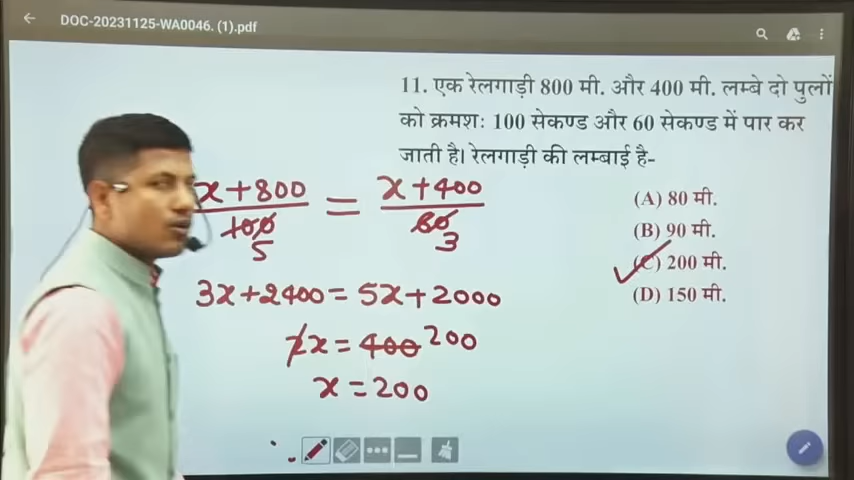 DOC-20231125-WA0046. (1).pdf
11. एक रेलगाड़ी 800 मी. और 400 मी. लम्बे दो पुलों
को क्रमश: 100 सेकण्ड और 60 सेकण्ड में पार कर
जाती है। रेलगाड़ी की लम्बाई है-
(A) 80 मी.
(B) 90 मी.
(C) 200 मी.
(D) 150 मी.
x+800 = x+400
100 60
5 3
3x+2400=5x+2000
2x = 400 200
x = 200